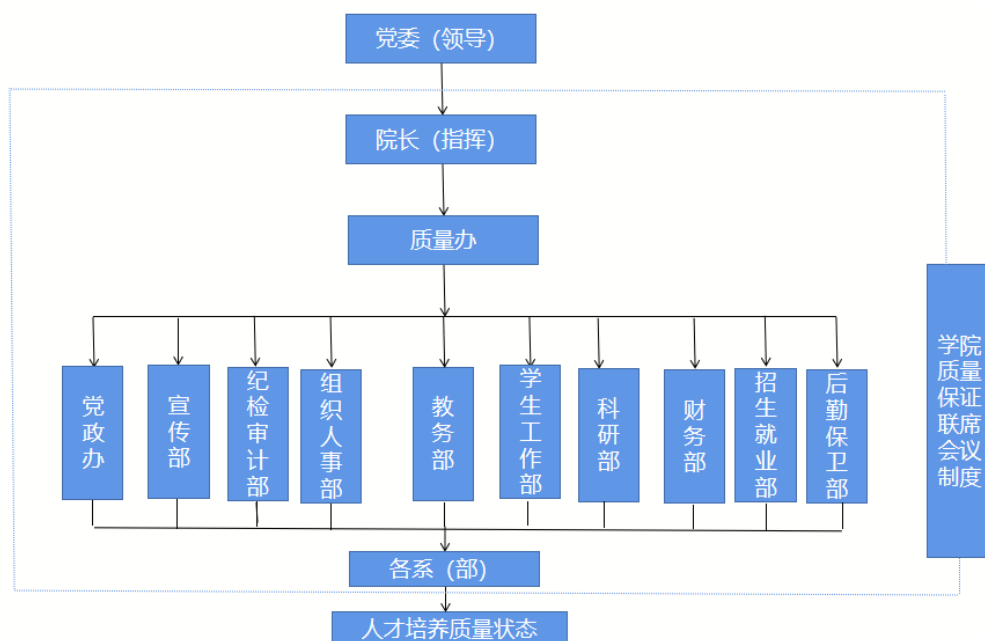 党委（领导）
院长（指挥）
质量办
党政办
宣传部
纪检审计部
组织人事部
教务部
学生工作部
科研部
财务部
招生就业部
后勤保卫部
学院
质量
保证
联席
会议
制度
各系（部）
人才培养质量状态